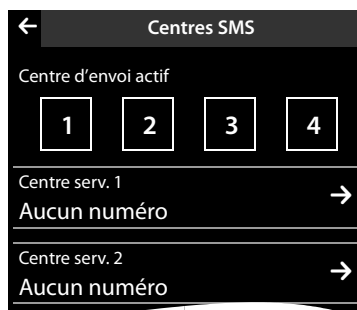 Centres SMS
Centre d'envoi actif
1 2 3 4
Centre serv. 1
Aucun numéro
Centre serv. 2
Aucun numéro